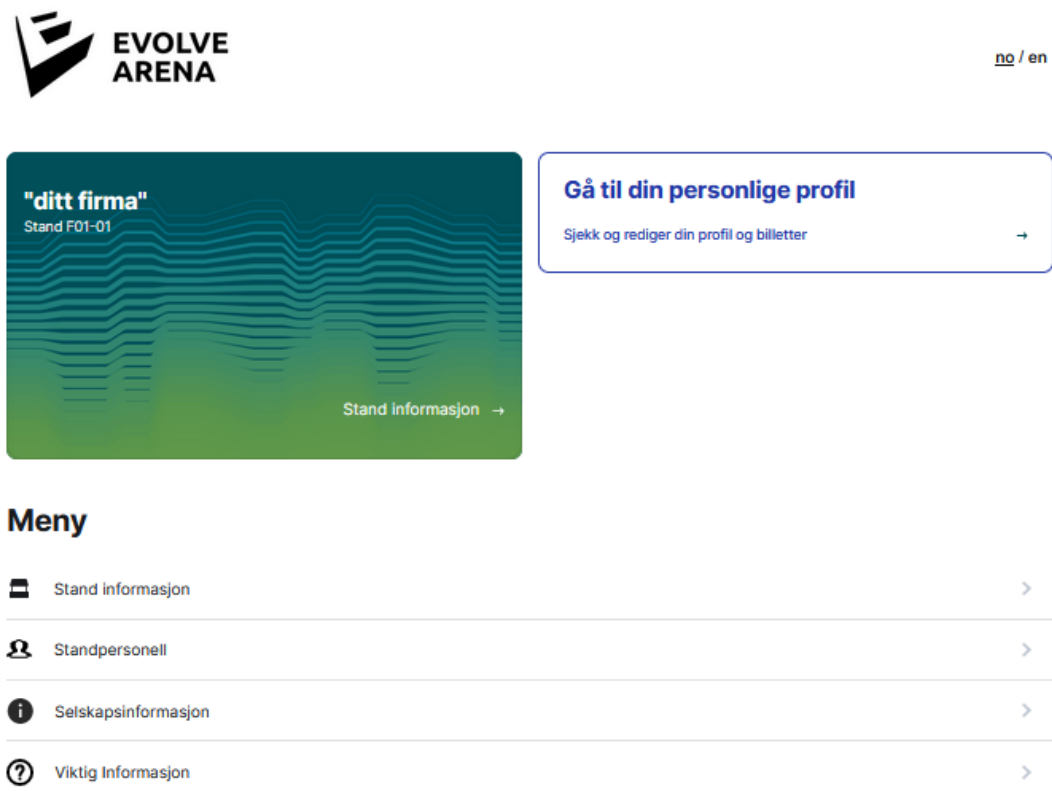 EVOLVE
ARENA
no / en
"ditt firma"
Stand F01-01
Stand informasjon →
Gå til din personlige profil
Sjekk og rediger din profil og billetter →
Meny
Stand informasjon
Standpersonell
Selskapsinformasjon
Viktig Informasjon